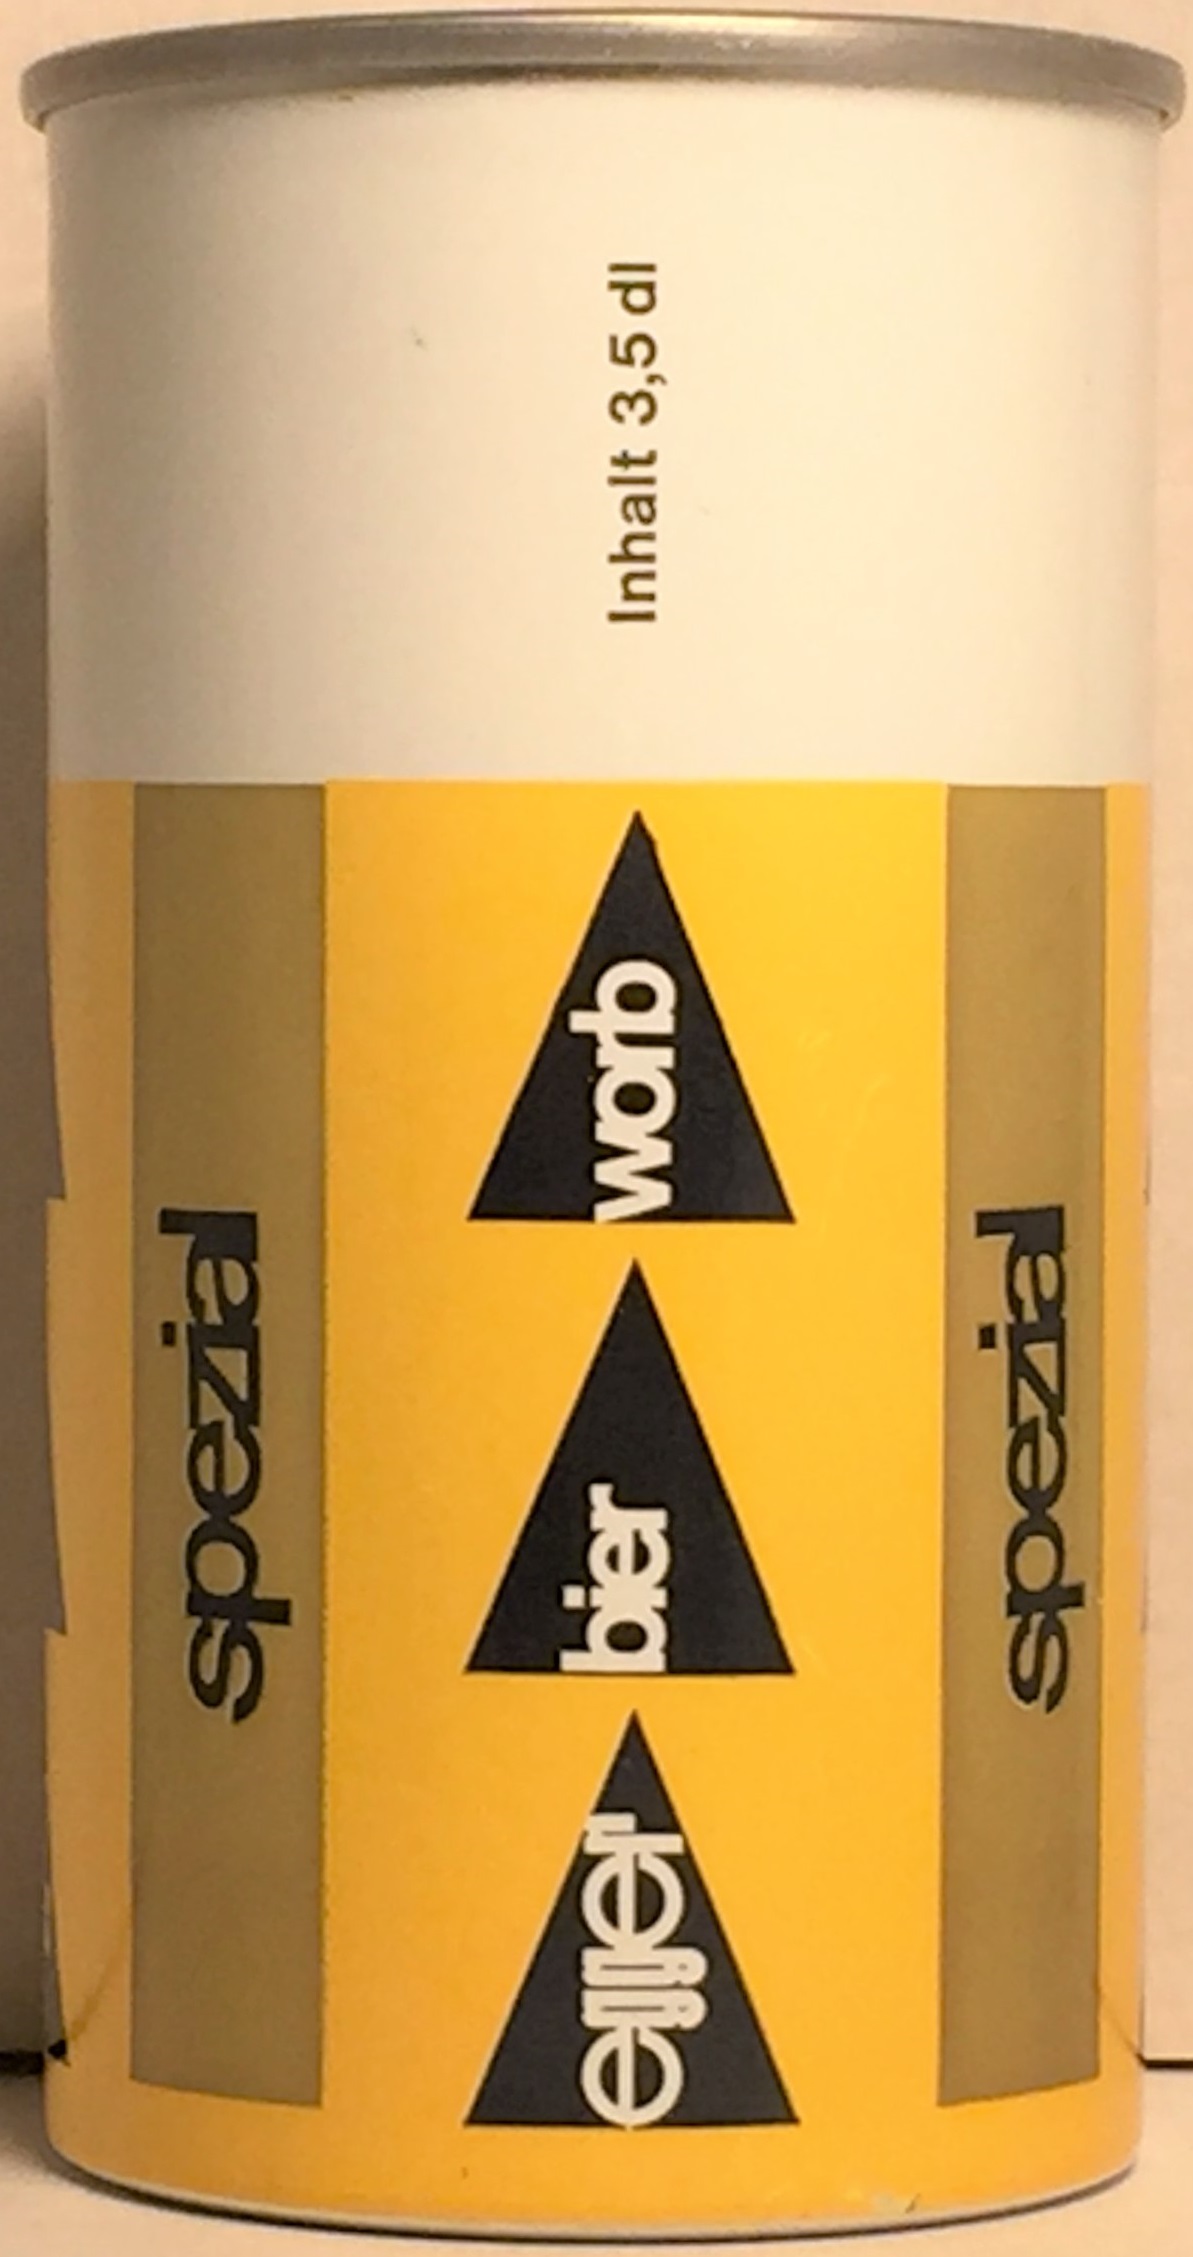 spezial
egger bier worb
Inhalt 3,5 dl
spezial